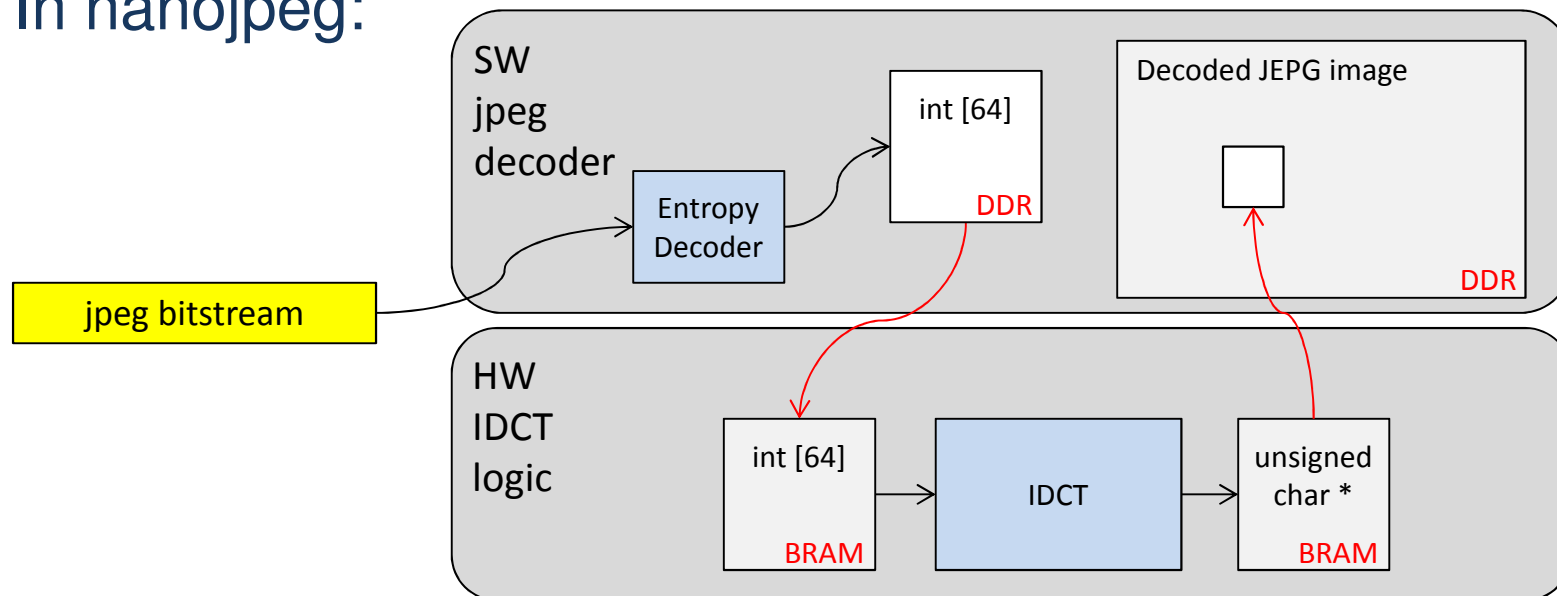 In nanojpeg:
SW
jpeg
decoder
Entropy
Decoder
int [64]
DDR
Decoded JEPG image
DDR
jpeg bitstream
HW
IDCT
logic
int [64]
BRAM
IDCT
unsigned
char *
BRAM